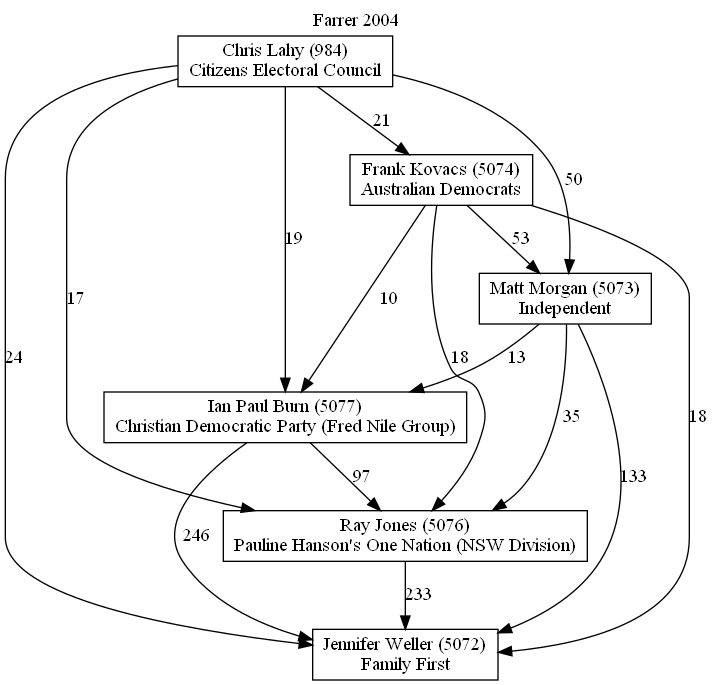 Farrer 2004
Chris Lahy (984)
Citizens Electoral Council
21
Frank Kovacs (5074)
Australian Democrats
50
19
53
Matt Morgan (5073)
Independent
17
10
24
18
13
35
133
18
Ian Paul Burn (5077)
Christian Democratic Party (Fred Nile Group)
97
246
Ray Jones (5076)
Pauline Hanson's One Nation (NSW Division)
233
Jennifer Weller (5072)
Family First